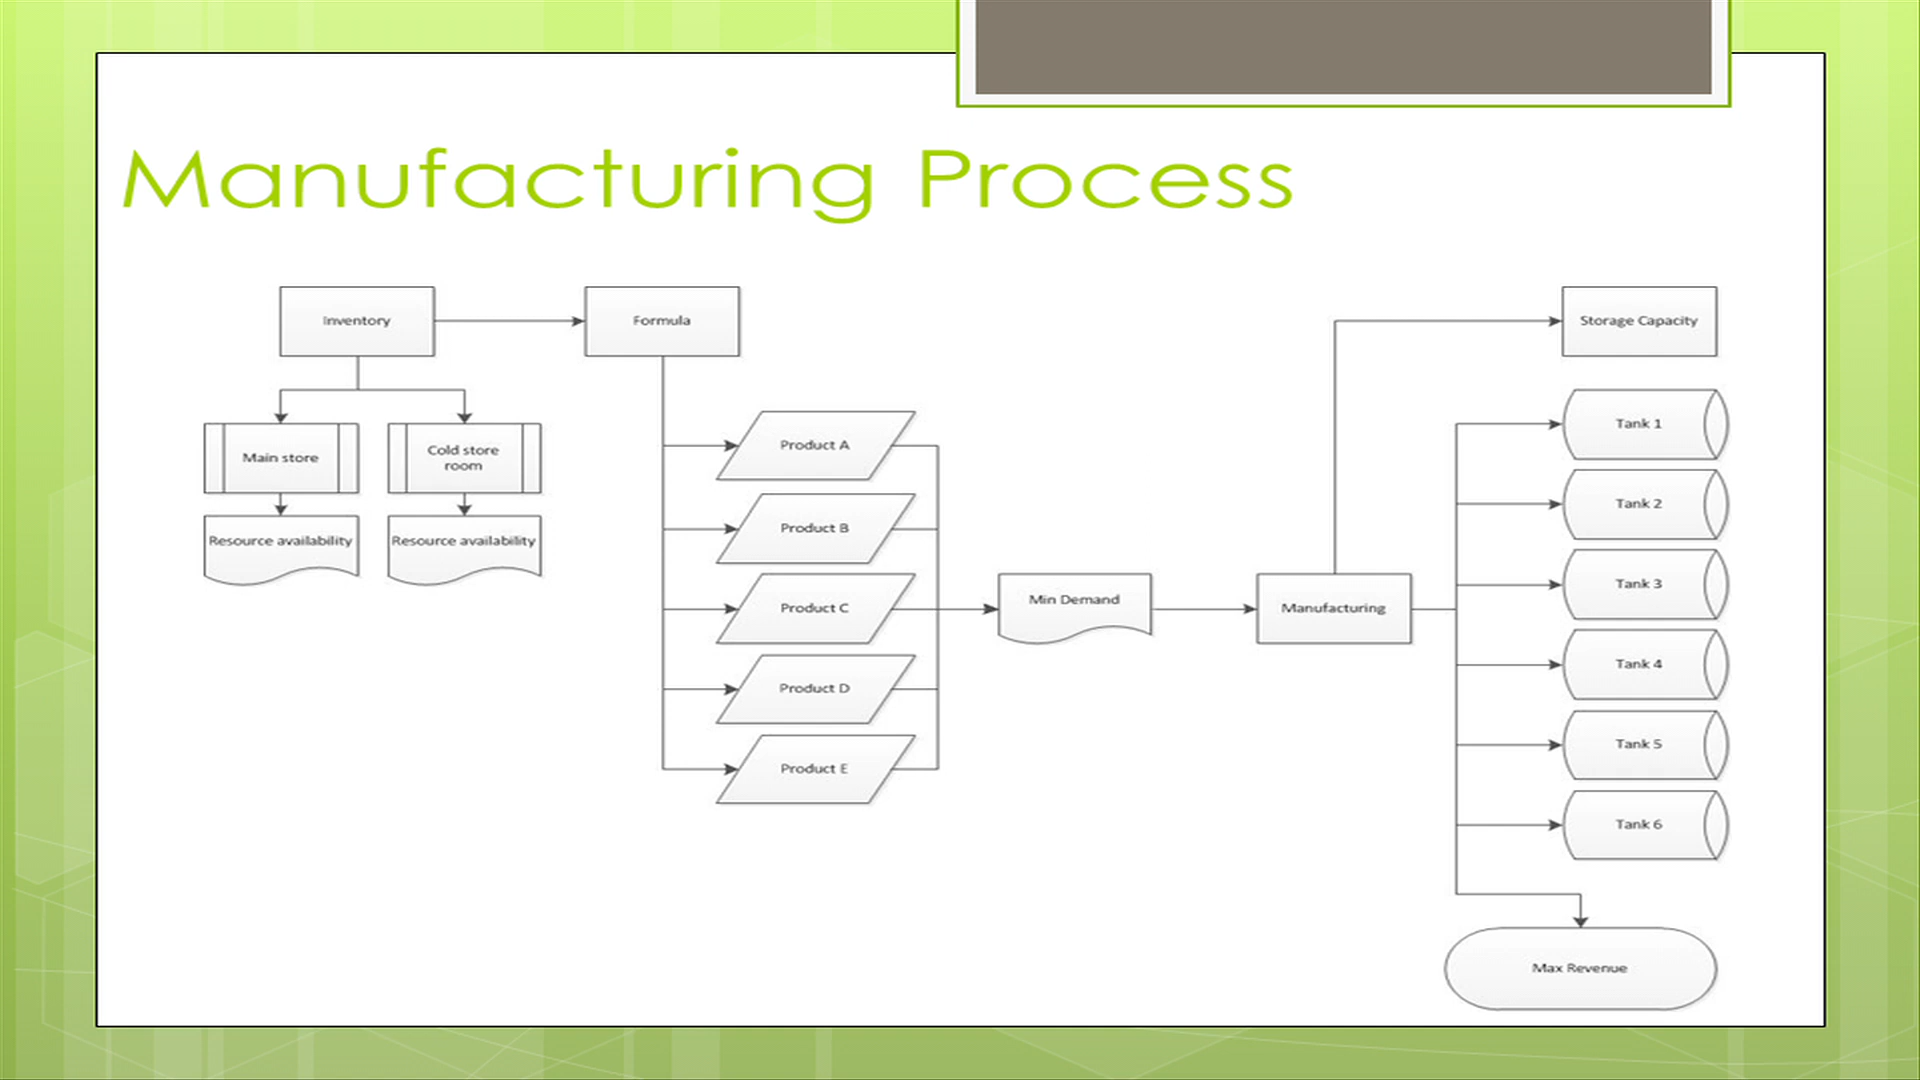 Manufacturing Process
Inventory
Formula
Storage Capacity
Main store
Cold store
room
Resource availability
Resource availability
Product A
Product B
Product C
Product D
Product E
Min Demand
Manufacturing
Tank 1
Tank 2
Tank 3
Tank 4
Tank 5
Tank 6
Max Revenue